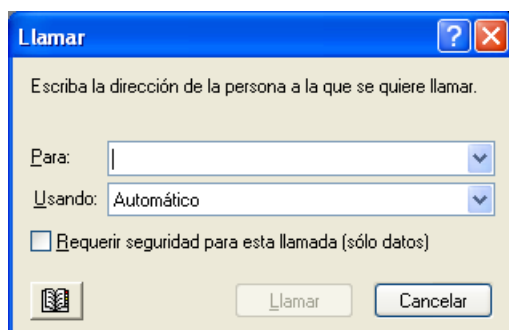 Llamar
?
Escriba la dirección de la persona a la que se quiere llamar.
Para:
Usando: Automático
Requerir seguridad para esta llamada (sólo datos)
Llamar Cancelar